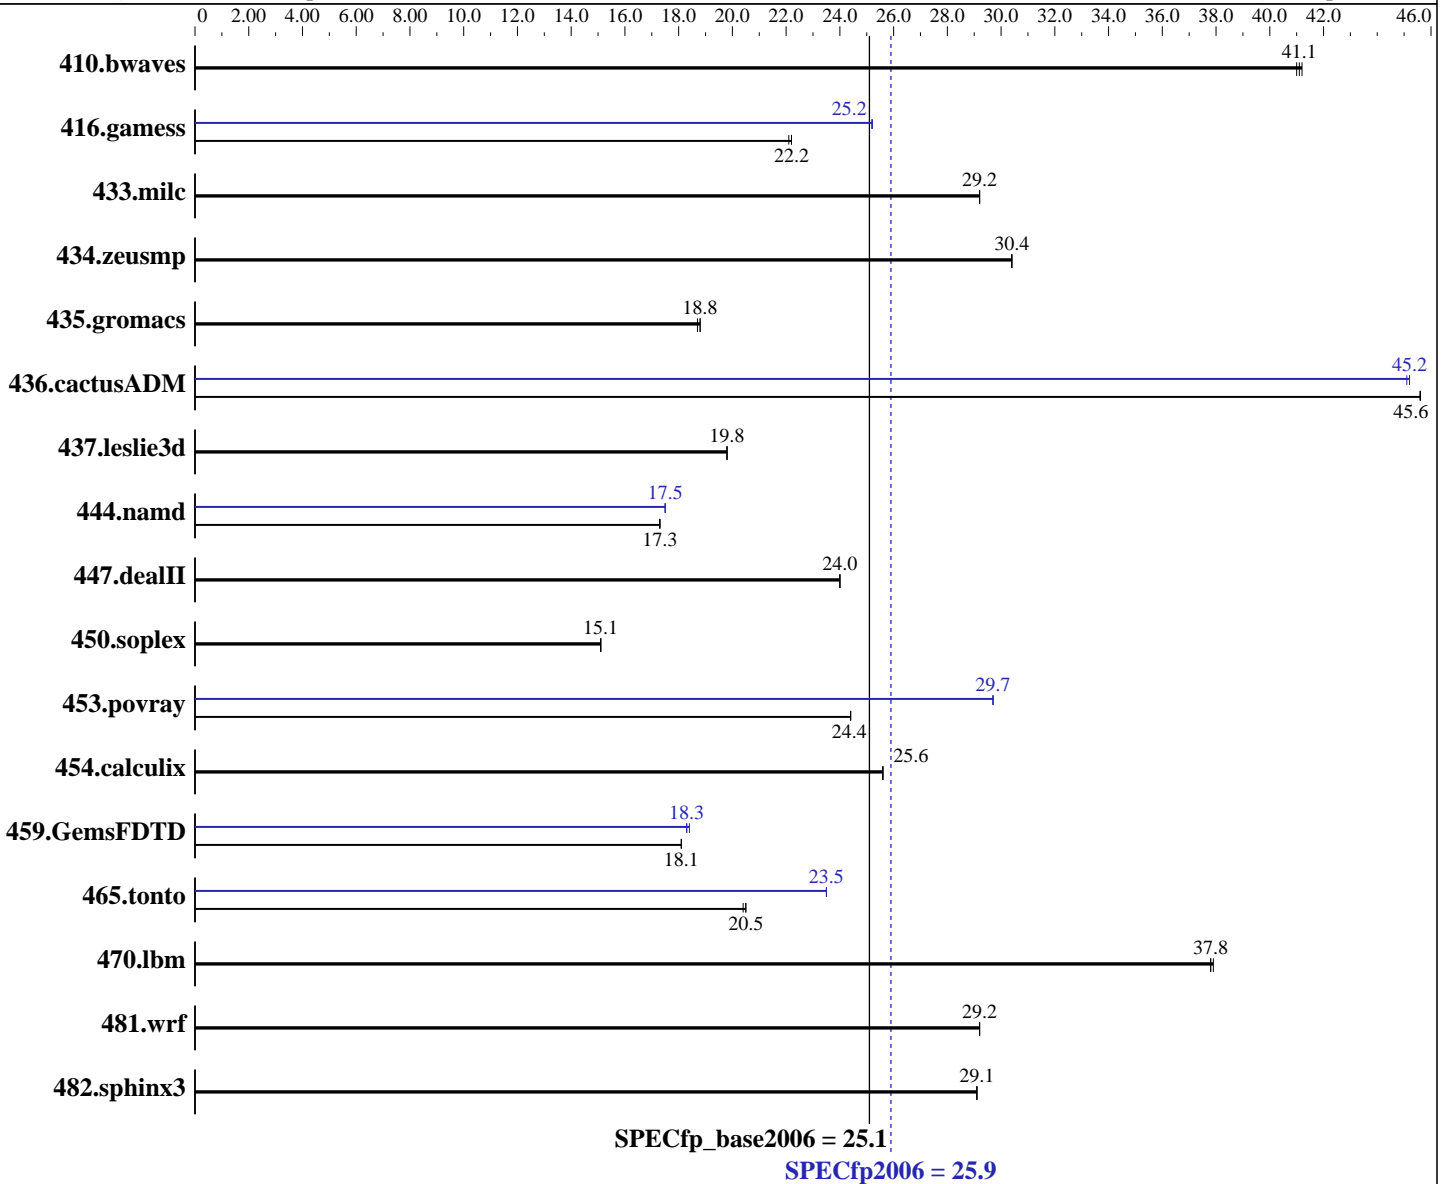 0 2.00 4.00 6.00 8.00 10.0 12.0 14.0 16.0 18.0 20.0 22.0 24.0 26.0 28.0 30.0 32.0 34.0 36.0 38.0 40.0 42.0 46.0
410.bwaves 41.1
25.2
416.gamess
22.2
433.milc 29.2
434.zeusmp 30.4
435.gromacs 18.8
45.2
436.cactusADM
45.6
437.leslie3d 19.8
17.5
444.namd
17.3
447.dealII 24.0
450.soplex 15.1
29.7
453.povray
24.4
454.calculix 25.6
18.3
459.GemsFDTD
18.1
23.5
465.tonto
20.5
470.lbm 37.8
481.wrf 29.2
482.sphinx3 29.1
SPECfp_base2006 = 25.1
SPECfp2006 = 25.9